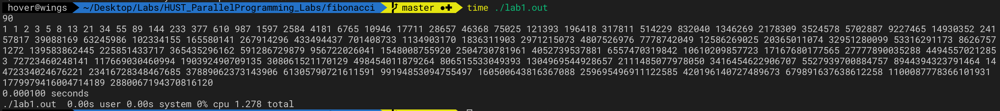 hover@wings ~/Desktop/Labs/HUST_ParallelProgramming_Labs/fibonacci master ●✚ time ./lab1.out
90
1 1 2 3 5 8 13 21 34 55 89 144 233 377 610 987 1597 2584 4181 6765 10946 17711 28657 46368 75025 121393 196418 317811 514229 832040 1346269 2178309 3524578 5702887 9227465 14930352 241
57817 39088169 63245986 102334155 165580141 267914296 433494437 701408733 1134903170 1836311903 2971215073 4807526976 7778742049 12586269025 20365011074 32951280099 53316291173 8626757
1272 139583862445 225851433717 365435296162 591286729879 956722026041 1548008755920 2504730781961 4052739537881 6557470319842 10610209857723 17167680177565 27777890035288 4494557021285
3 72723460248141 117669030460994 190392490709135 308061521170129 498454011879264 806515533049393 1304969544928657 2111485077978050 3416454622906707 5527939700884757 8944394323791464 14
472334024676221 23416728348467685 37889062373143906 61305790721611591 99194853094755497 160500643816367088 259695496911122585 420196140727489673 679891637638612258 1100087778366101931
1779979416004714189 2880067194370816120
0.000100 seconds
./lab1.out  0.00s user 0.00s system 0% cpu 1.278 total